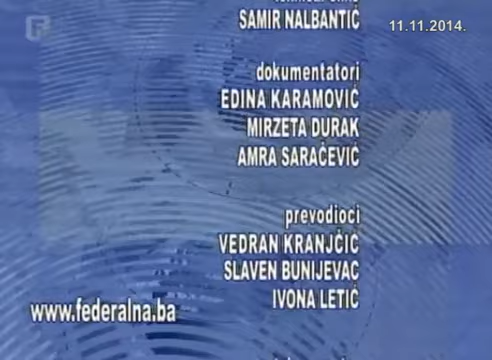 SAMIR NALBANTIĆ
11.11.2014.
dokumentatori
EDINA KARAMOVIĆ
MIRZETA DURAK
AMRA SARAČEVIĆ
prevodioci
VEDRAN KRANJČIĆ
SLAVEN BUNIJEVAC
IVONA LETIĆ
www.federalna.ba